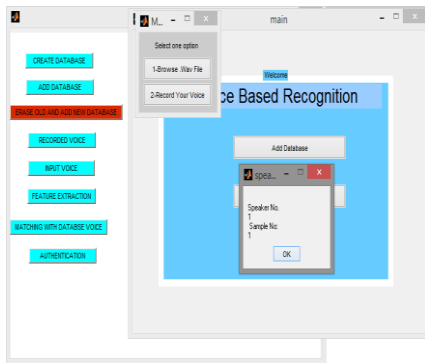 CREATE DATABASE
ADD DATABASE
ERASE OLD AND ADD NEW DATABASE
RECORDED VOICE
INPUT VOICE
FEATURE EXTRACTION
MATCHING WITH DATABSE VOICE
AUTHENTICATION
M...
Select one option
1-Browse .Wav File
2-Record Your Voice
main
Welcome
ce Based Recognition
Add Database
spea...
Speaker No.
1
Sample No:
1
OK